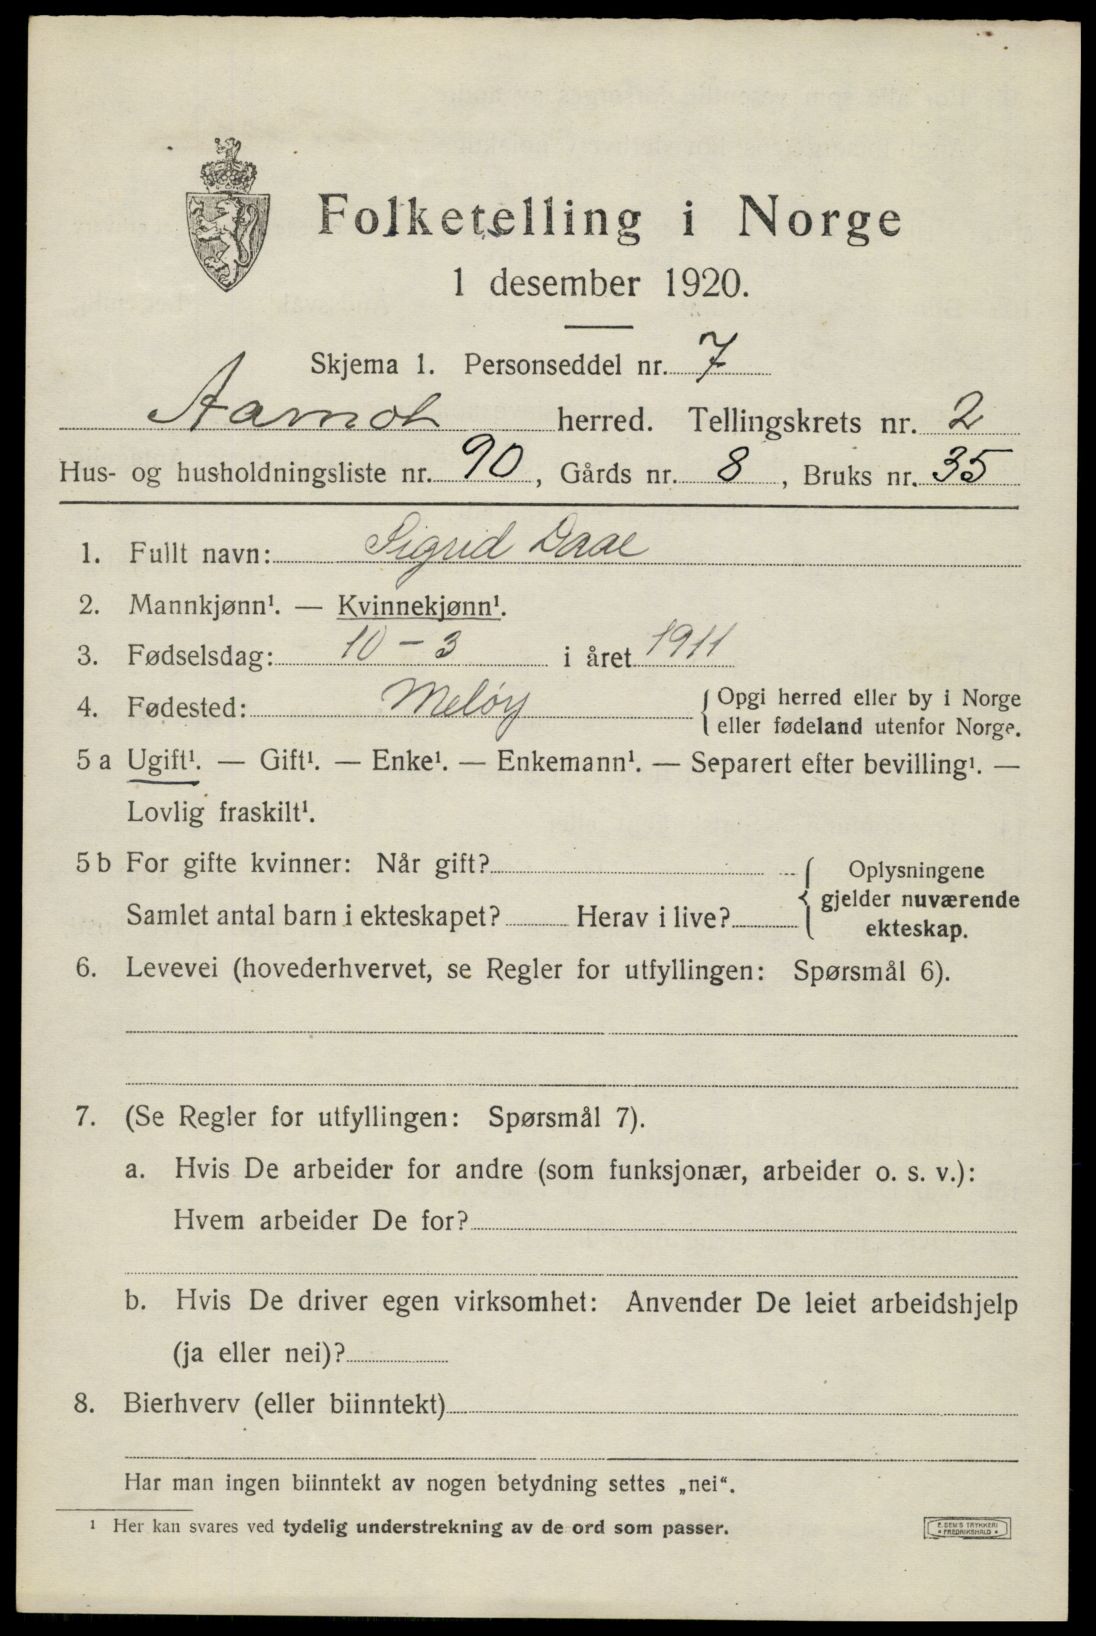 Folketelling i Norge
1 desember 1920.
Skjema 1. Personseddel nr. 7
Aamot herred. Tellingskrets nr. 2
Hus- og husholdningsliste nr. 90, Gårds nr. 8, Bruks nr. 35
1. Fullt navn: Sigrid Daae
2. Mannkjønn¹. — Kvinnekjønn¹.
3. Fødselsdag: 10 - 3 i året 1911
4. Fødested: Meløy { Opgi herred eller by i Norge
eller fødeland utenfor Norge.
5 a Ugift¹. — Gift¹. — Enke¹. — Enkemann¹. — Separert efter bevilling¹. —
Lovlig fraskilt¹.
5 b For gifte kvinner: Når gift? { Oplysningene
gjelder nuværende
Samlet antal barn i ekteskapet? Herav i live? ekteskap.
6. Levevei (hovederhvervet, se Regler for utfyllingen: Spørsmål 6).
7. (Se Regler for utfyllingen: Spørsmål 7).
a. Hvis De arbeider for andre (som funksjonær, arbeider o. s. v.):
Hvem arbeider De for?
b. Hvis De driver egen virksomhet: Anvender De leiet arbeidshjelp
(ja eller nei)?
8. Bierhverv (eller biinntekt)
Har man ingen biinntekt av nogen betydning settes „nei“.
¹ Her kan svares ved tydelig understrekning av de ord som passer.
E. SEM'S TRYKKERI
• FREDRIKSHALD •